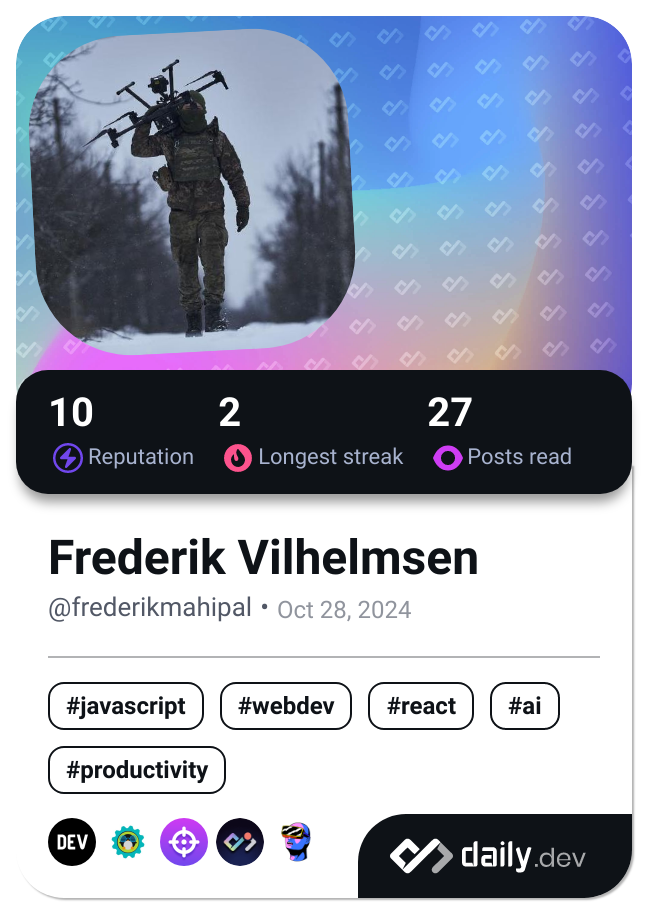 10 2 27
Reputation Longest streak Posts read
Frederik Vilhelmsen
@frederikmahipal • Oct 28, 2024
#javascript #webdev #react #ai
#productivity
DEV
daily.dev